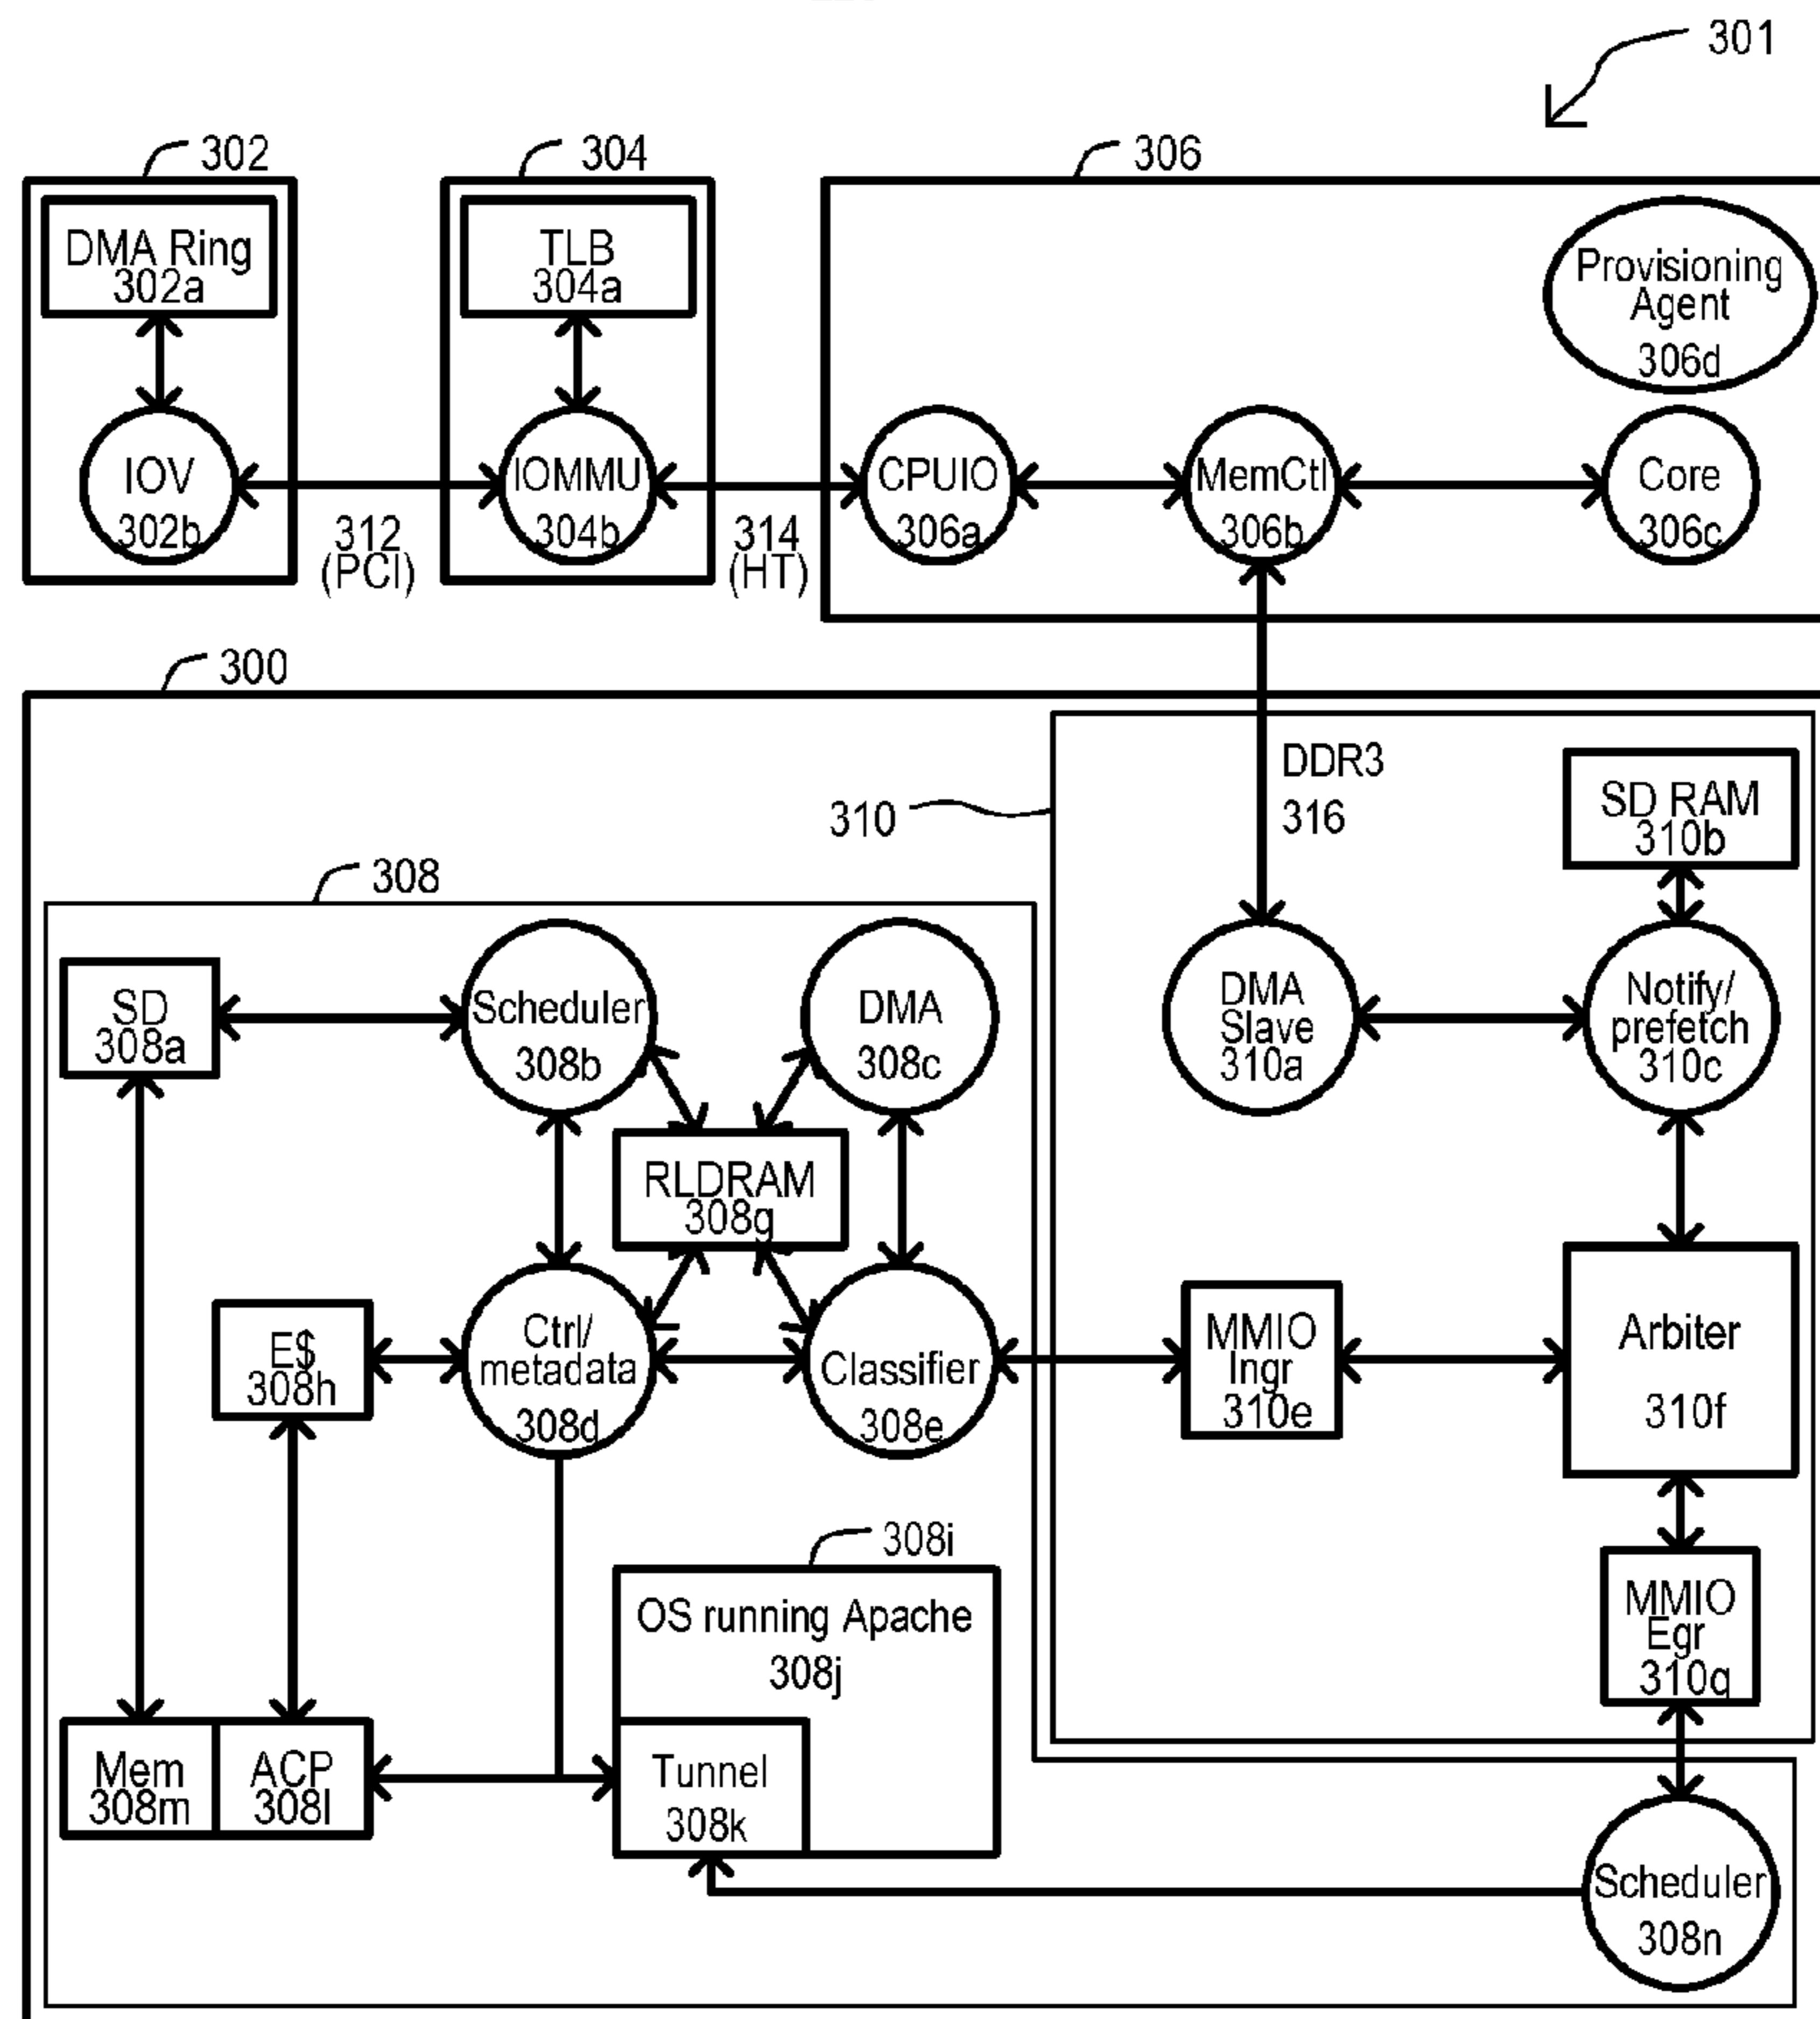 301
302
304
306
DMA Ring
302a
TLB
304a
Provisioning
Agent
306d
IOV
302b
312
(PCI)
IOMMU
304b
314
(HT)
CPUIO
306a
MemCtl
306b
Core
306c
300
310
DDR3
316
SD RAM
310b
308
SD
308a
Scheduler
308b
DMA
308c
DMA
Slave
310a
Notify/
prefetch
310c
RLDRAM
308g
E$
308h
Ctrl/
metadata
308d
Classifier
308e
MMIO
Ingr
310e
Arbiter
310f
308i
OS running Apache
308j
MMIO
Egr
310g
Mem
308m
ACP
308l
Tunnel
308k
Scheduler
308n